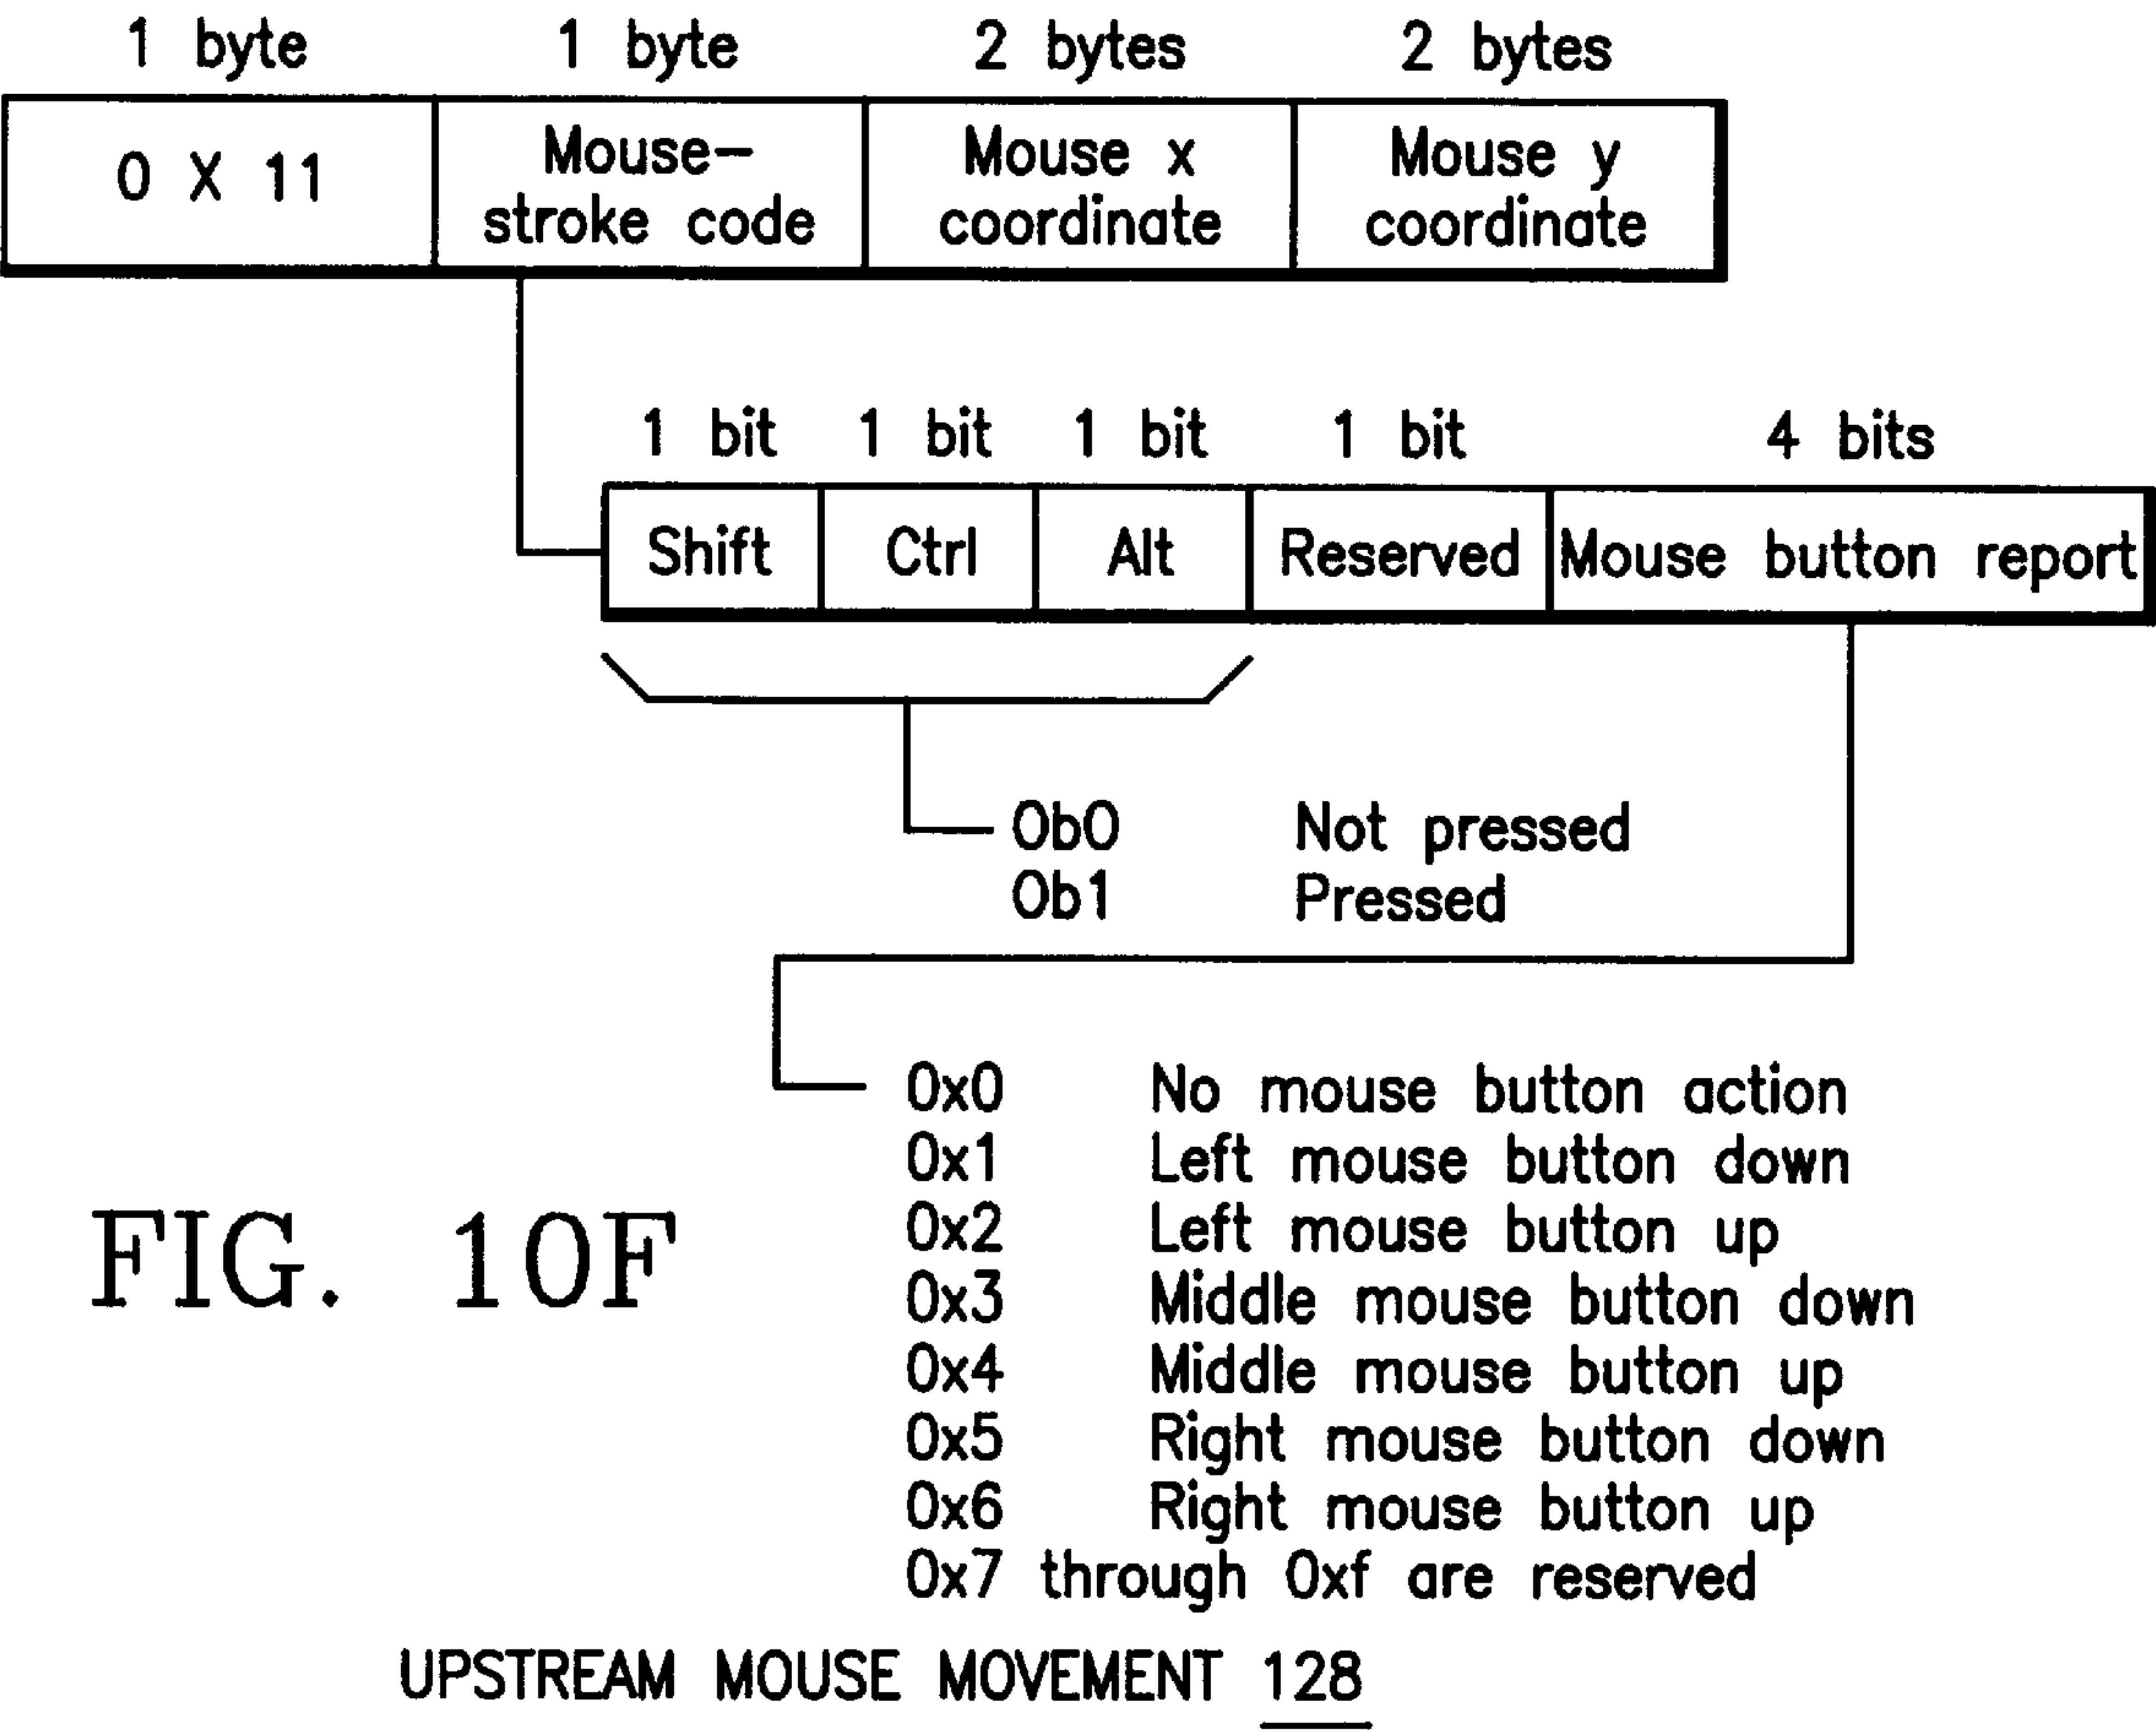 1 byte 1 byte 2 bytes 2 bytes
0 X 11
Mouse-
stroke code
Mouse x
coordinate
Mouse y
coordinate
1 bit 1 bit 1 bit 1 bit 4 bits
Shift Ctrl Alt Reserved Mouse button report
0b0 Not pressed
0b1 Pressed
0x0 No mouse button action
0x1 Left mouse button down
0x2 Left mouse button up
0x3 Middle mouse button down
0x4 Middle mouse button up
0x5 Right mouse button down
0x6 Right mouse button up
0x7 through 0xf are reserved
FIG. 10F
UPSTREAM MOUSE MOVEMENT 128